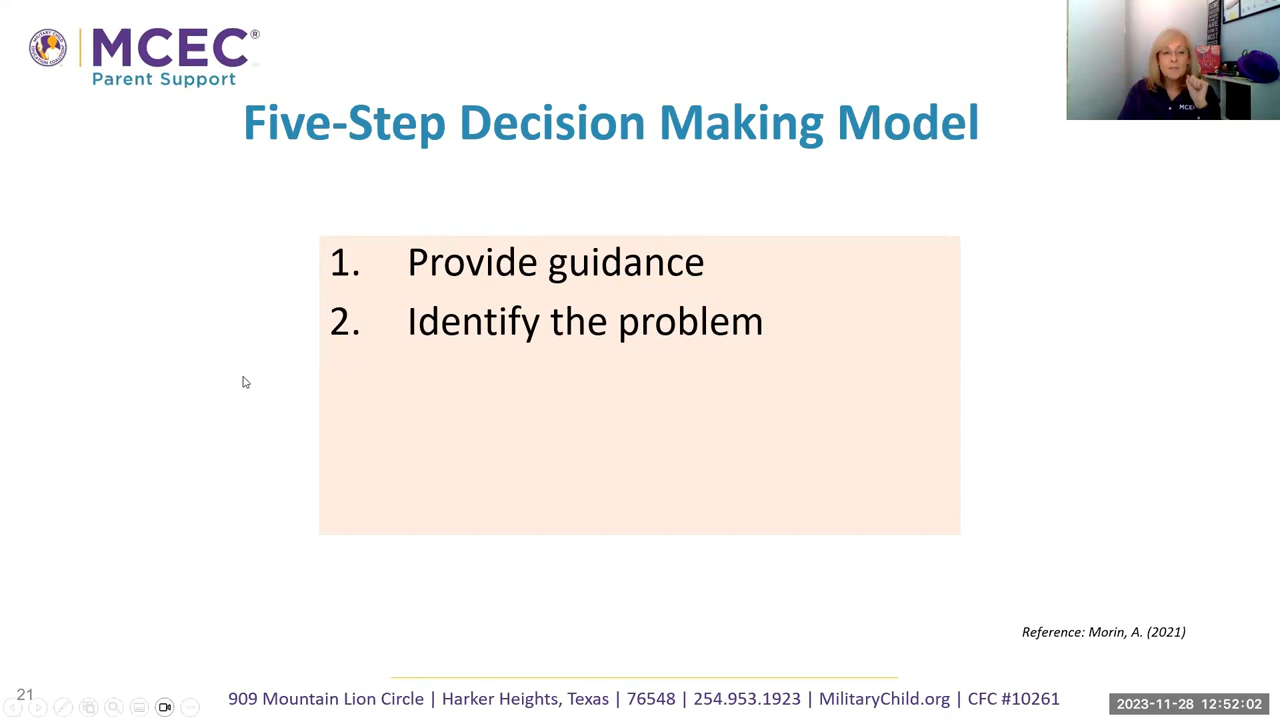 MCEC®
Parent Support
Five-Step Decision Making Model
1. Provide guidance
2. Identify the problem
Reference: Morin, A. (2021)
21
909 Mountain Lion Circle | Harker Heights, Texas | 76548 | 254.953.1923 | MilitaryChild.org | CFC #10261
2023-11-28 12:52:02